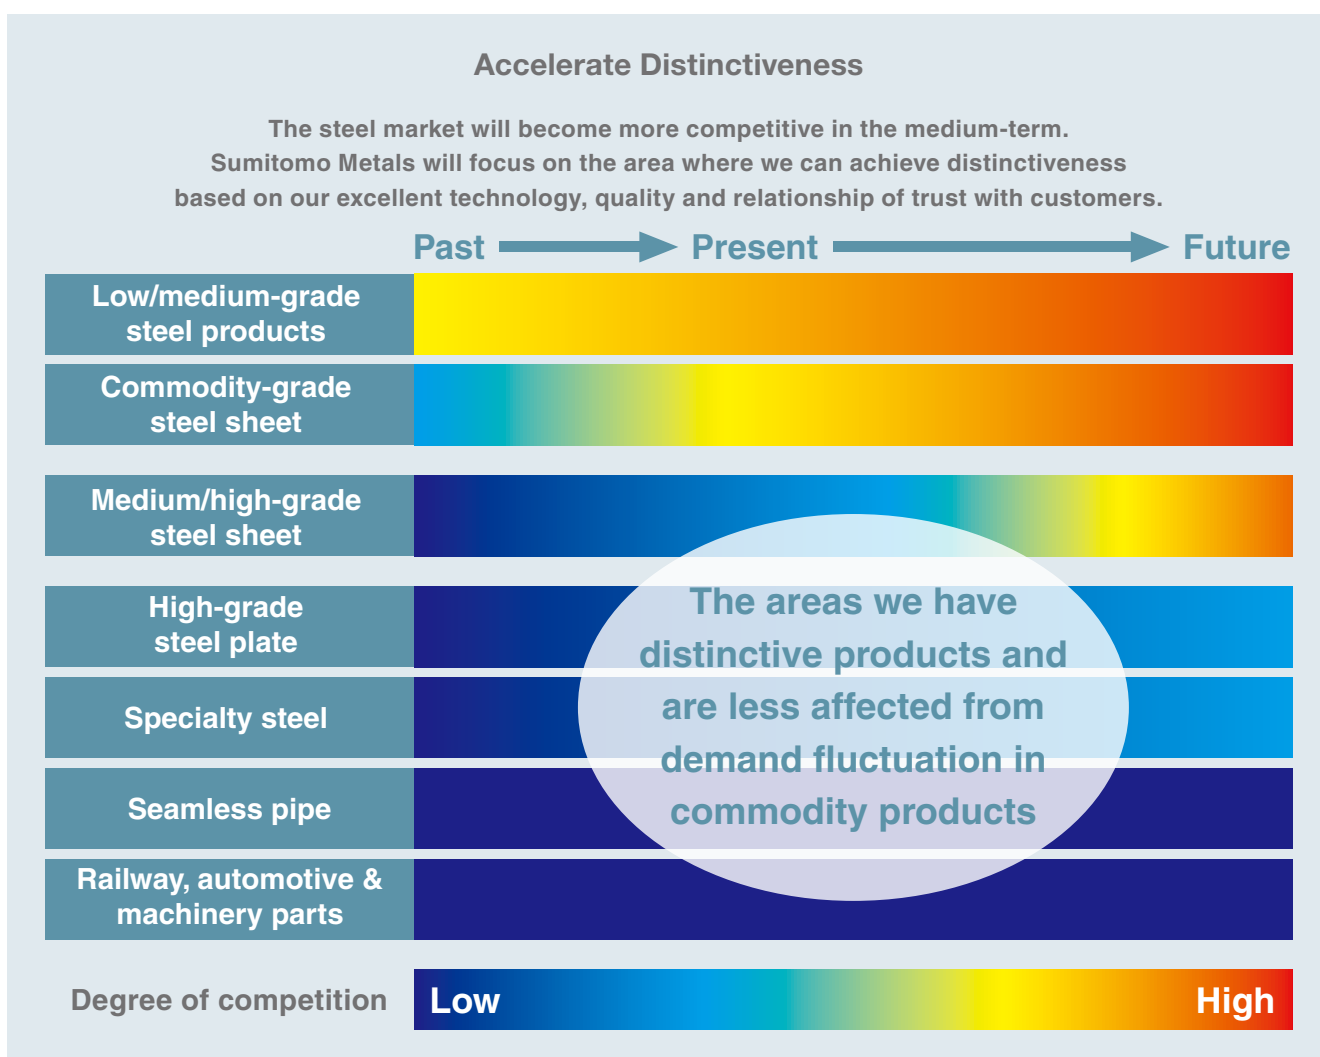 Accelerate Distinctiveness
The steel market will become more competitive in the medium-term.
Sumitomo Metals will focus on the area where we can achieve distinctiveness
based on our excellent technology, quality and relationship of trust with customers.
Past Present Future
Low/medium-grade
steel products
Commodity-grade
steel sheet
Medium/high-grade
steel sheet
High-grade
steel plate
Specialty steel
Seamless pipe
Railway, automotive &
machinery parts
The areas we have
distinctive products and
are less affected from
demand fluctuation in
commodity products
Degree of competition
Low High